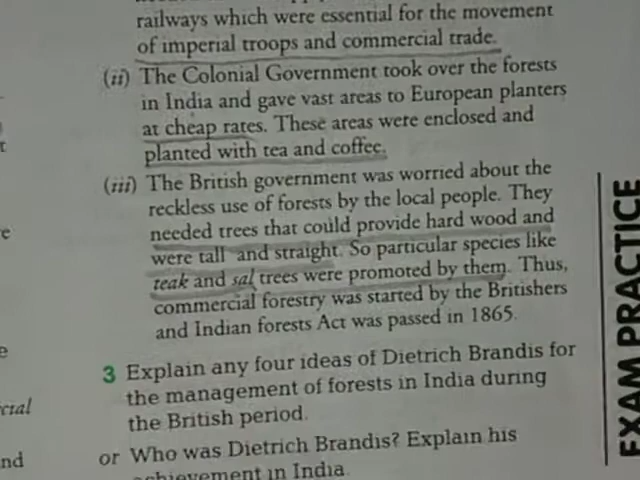 railways which were essential for the movement
of imperial troops and commercial trade.
(ii) The Colonial Government took over the forests
in India and gave vast areas to European planters
at cheap rates. These areas were enclosed and
planted with tea and coffee.
(iii) The British government was worried about the
reckless use of forests by the local people. They
needed trees that could provide hard wood and
were tall and straight. So particular species like
teak and sal trees were promoted by them. Thus,
commercial forestry was started by the Britishers
and Indian forests Act was passed in 1865.
3 Explain any four ideas of Dietrich Brandis for
the management of forests in India during
the British period.
or Who was Dietrich Brandis? Explain his
achievement in India.
EXAM PRACTICE